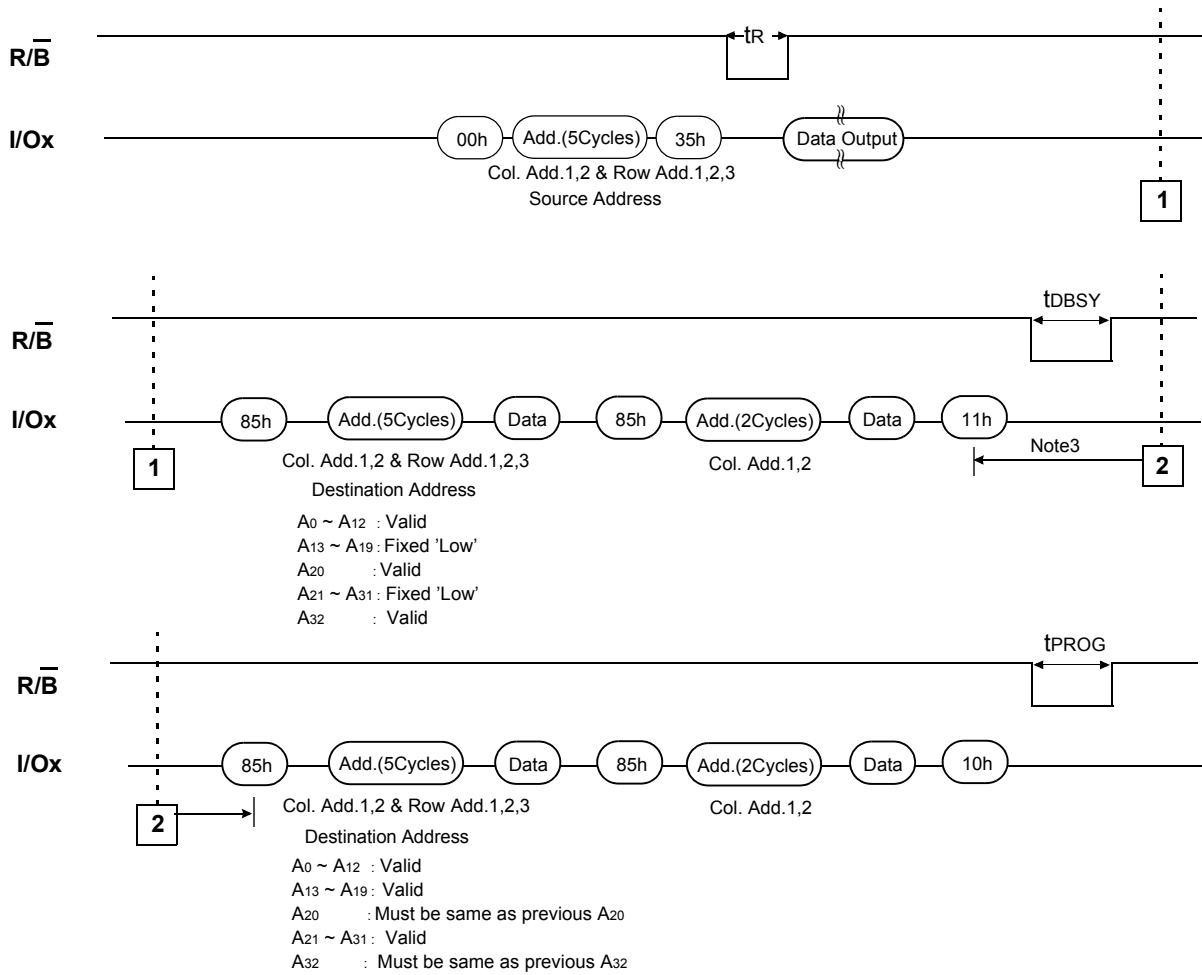 tR
R/B
I/Ox
00h Add.(5Cycles) 35h Data Output
Col. Add.1,2 & Row Add.1,2,3
Source Address
1
tDBSY
R/B
I/Ox
85h Add.(5Cycles) Data 85h Add.(2Cycles) Data 11h
1
Col. Add.1,2 & Row Add.1,2,3
Col. Add.1,2
Note3
2
Destination Address
A0 ~ A12 : Valid
A13 ~ A19 : Fixed 'Low'
A20 : Valid
A21 ~ A31 : Fixed 'Low'
A32 : Valid
tPROG
R/B
I/Ox
85h Add.(5Cycles) Data 85h Add.(2Cycles) Data 10h
2
Col. Add.1,2 & Row Add.1,2,3
Col. Add.1,2
Destination Address
A0 ~ A12 : Valid
A13 ~ A19 : Valid
A20 : Must be same as previous A20
A21 ~ A31 : Valid
A32 : Must be same as previous A32